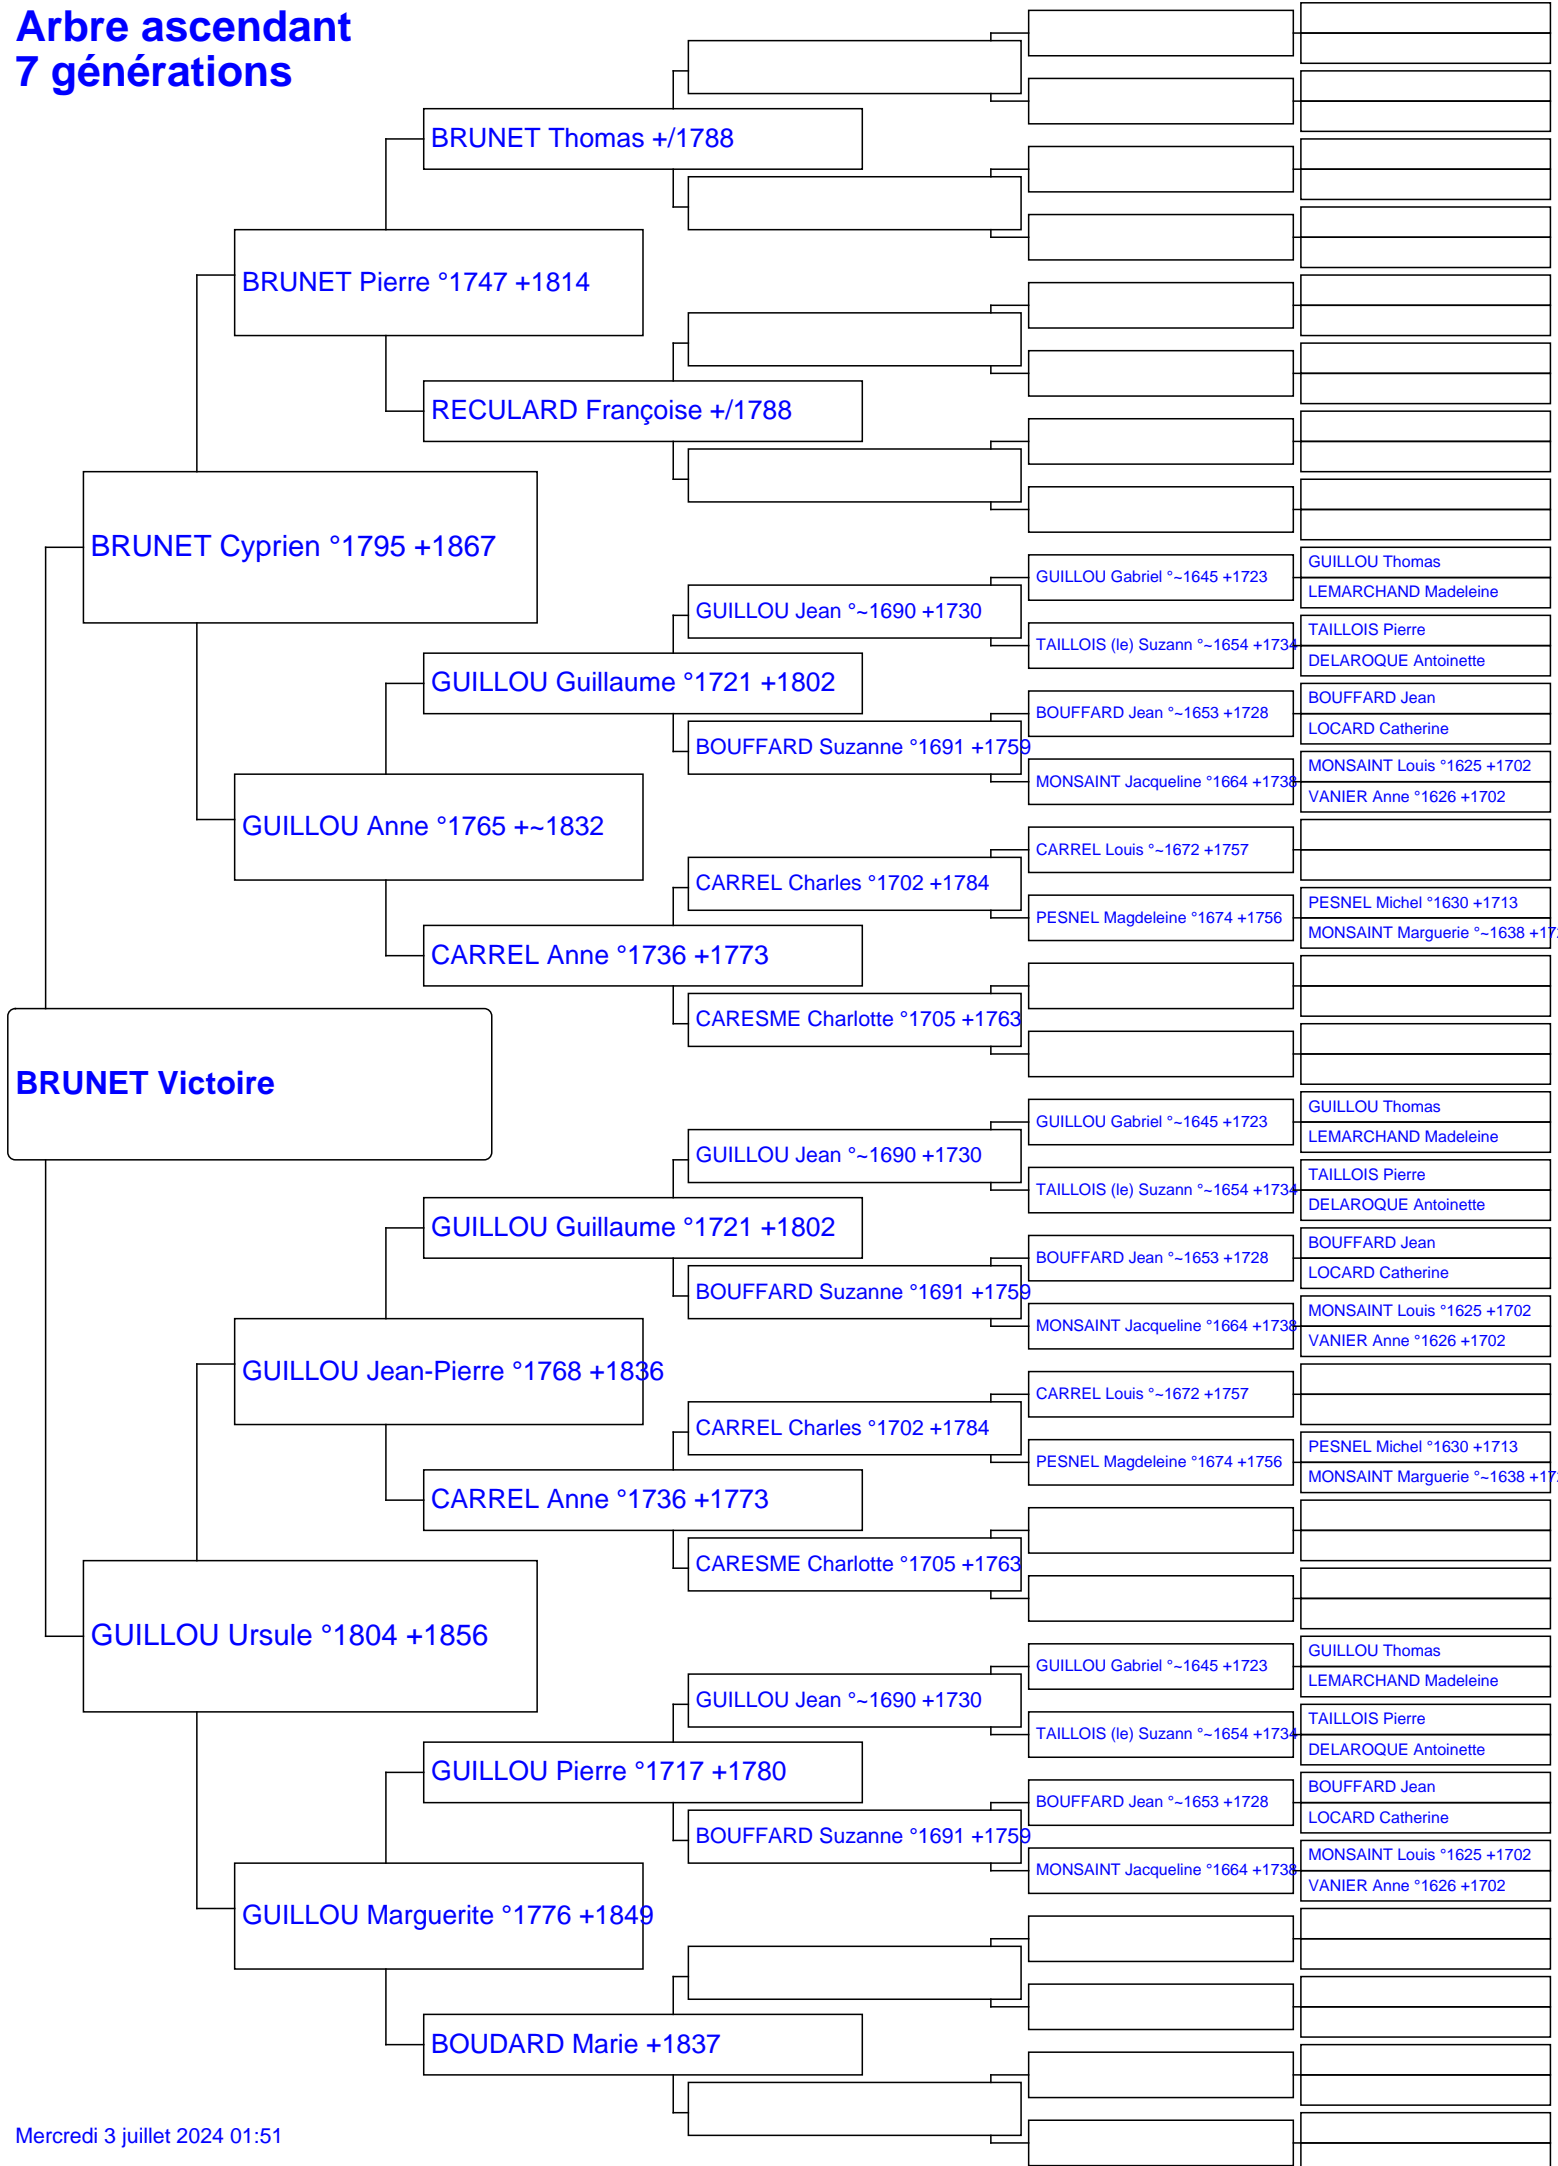 Arbre ascendant
7 générations
BRUNET Thomas +/1788
BRUNET Pierre °1747 +1814
RECULARD Françoise +/1788
BRUNET Cyprien °1795 +1867
GUILLOU Thomas
GUILLOU Gabriel °~1645 +1723
LEMARCHAND Madeleine
GUILLOU Jean °~1690 +1730
TAILLOIS Pierre
TAILLOIS (le) Suzann °~1654 +1734
DELAROQUE Antoinette
GUILLOU Guillaume °1721 +1802
BOUFFARD Jean
BOUFFARD Jean °~1653 +1728
LOCARD Catherine
BOUFFARD Suzanne °1691 +1759
MONSAINT Louis °1625 +1702
MONSAINT Jacqueline °1664 +1738
VANIER Anne °1626 +1702
GUILLOU Anne °1765 +~1832
CARREL Louis °~1672 +1757
CARREL Charles °1702 +1784
PESNEL Michel °1630 +1713
PESNEL Magdeleine °1674 +1756
MONSAINT Marguerie °~1638 +17
CARREL Anne °1736 +1773
CARESME Charlotte °1705 +1763
BRUNET Victoire
GUILLOU Thomas
GUILLOU Gabriel °~1645 +1723
LEMARCHAND Madeleine
GUILLOU Jean °~1690 +1730
TAILLOIS Pierre
TAILLOIS (le) Suzann °~1654 +1734
DELAROQUE Antoinette
GUILLOU Guillaume °1721 +1802
BOUFFARD Jean
BOUFFARD Jean °~1653 +1728
LOCARD Catherine
BOUFFARD Suzanne °1691 +1759
MONSAINT Louis °1625 +1702
MONSAINT Jacqueline °1664 +1738
VANIER Anne °1626 +1702
GUILLOU Jean-Pierre °1768 +1836
CARREL Louis °~1672 +1757
CARREL Charles °1702 +1784
PESNEL Michel °1630 +1713
PESNEL Magdeleine °1674 +1756
MONSAINT Marguerie °~1638 +17
CARREL Anne °1736 +1773
CARESME Charlotte °1705 +1763
GUILLOU Ursule °1804 +1856
GUILLOU Thomas
GUILLOU Gabriel °~1645 +1723
LEMARCHAND Madeleine
GUILLOU Jean °~1690 +1730
TAILLOIS Pierre
TAILLOIS (le) Suzann °~1654 +1734
DELAROQUE Antoinette
GUILLOU Pierre °1717 +1780
BOUFFARD Jean
BOUFFARD Jean °~1653 +1728
LOCARD Catherine
BOUFFARD Suzanne °1691 +1759
MONSAINT Louis °1625 +1702
MONSAINT Jacqueline °1664 +1738
VANIER Anne °1626 +1702
GUILLOU Marguerite °1776 +1849
BOUDARD Marie +1837
Mercredi 3 juillet 2024 01:51